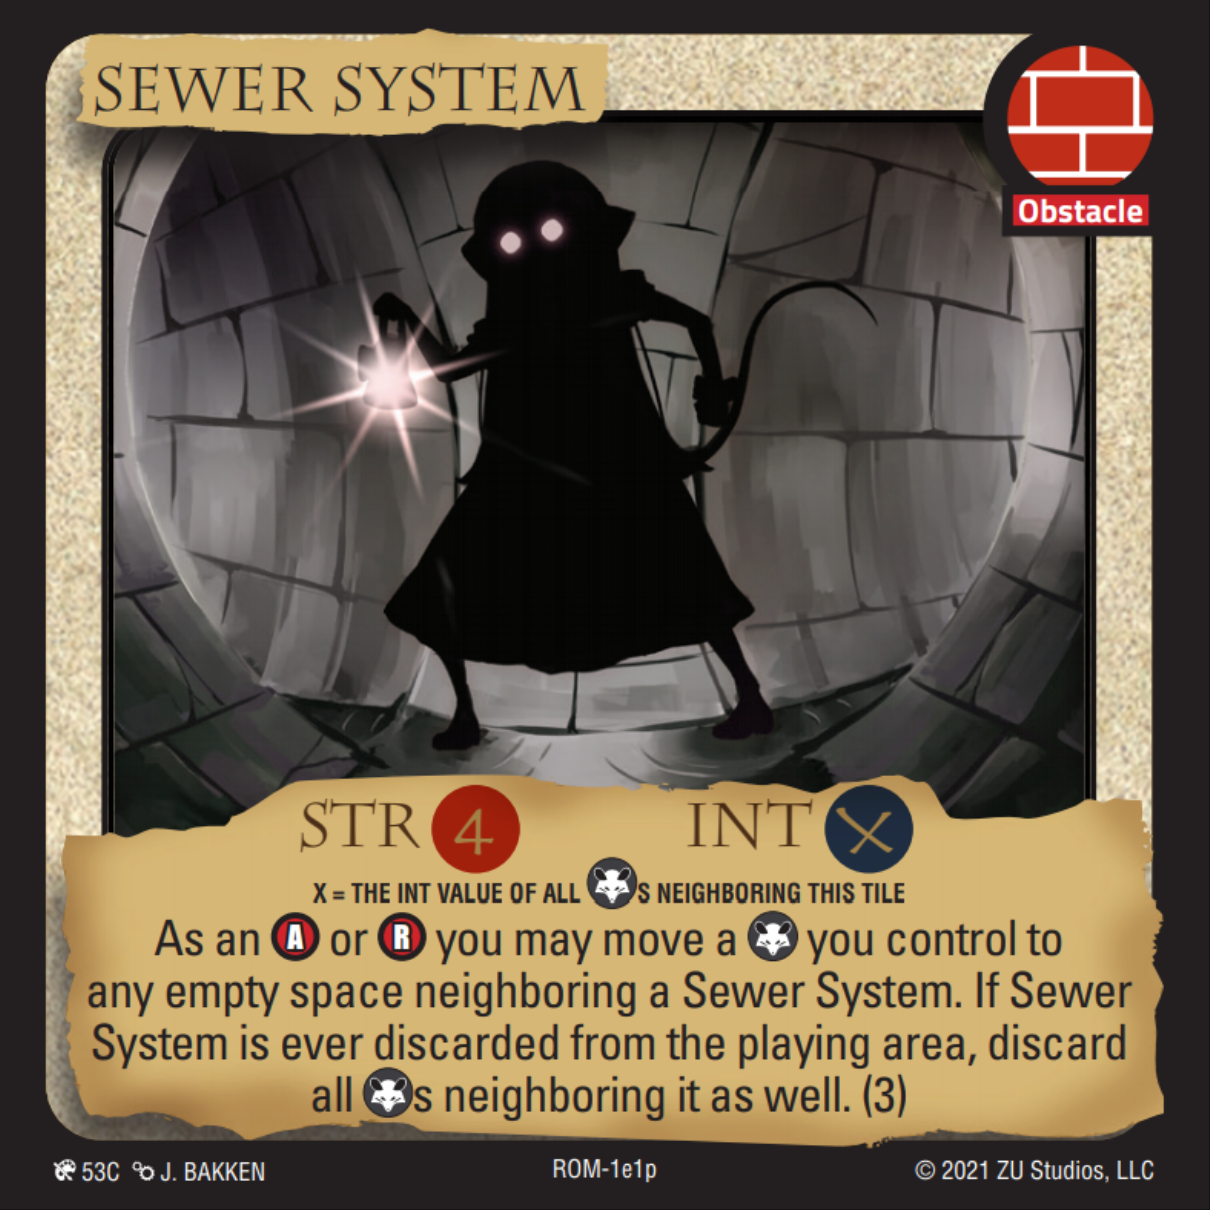 SEWER SYSTEM
Obstacle
STR 4 INT X
X = THE INT VALUE OF ALL S NEIGHBORING THIS TILE
As an A or R you may move a you control to
any empty space neighboring a Sewer System. If Sewer
System is ever discarded from the playing area, discard
all s neighboring it as well. (3)
53C J. BAKKEN ROM-1e1p © 2021 ZU Studios, LLC